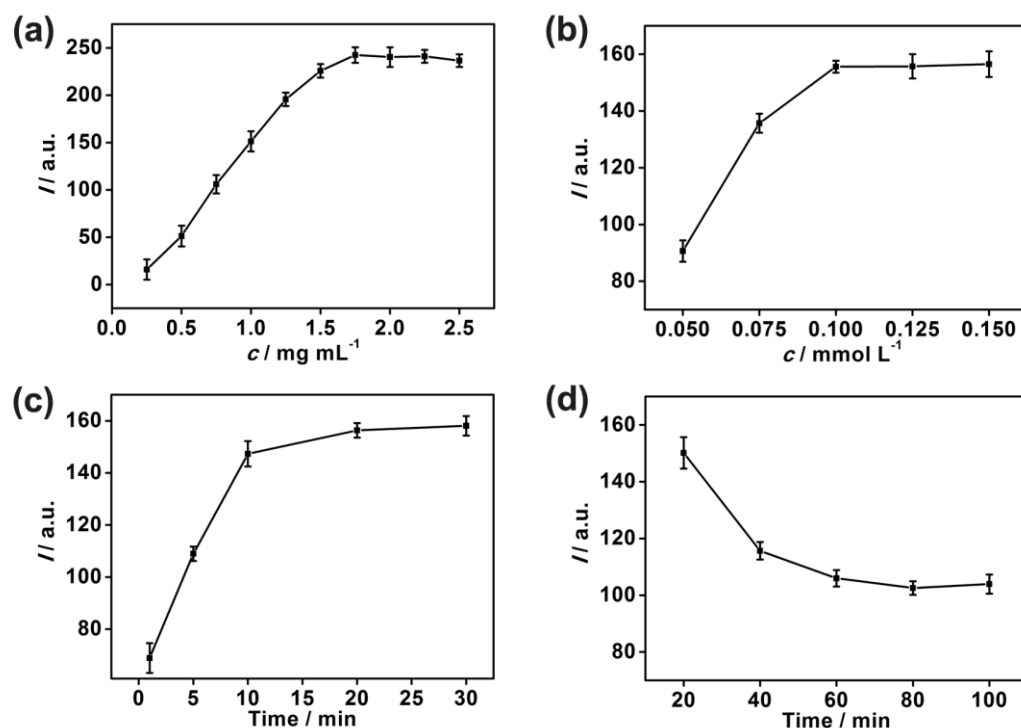 (a)
I / a.u.
250
200
150
100
50
0
0.0 0.5 1.0 1.5 2.0 2.5
c / mg mL⁻¹
(b)
I / a.u.
160
140
120
100
80
0.050 0.075 0.100 0.125 0.150
c / mmol L⁻¹
(c)
I / a.u.
160
140
120
100
80
0 5 10 15 20 25 30
Time / min
(d)
I / a.u.
160
140
120
100
80
20 40 60 80 100
Time / min